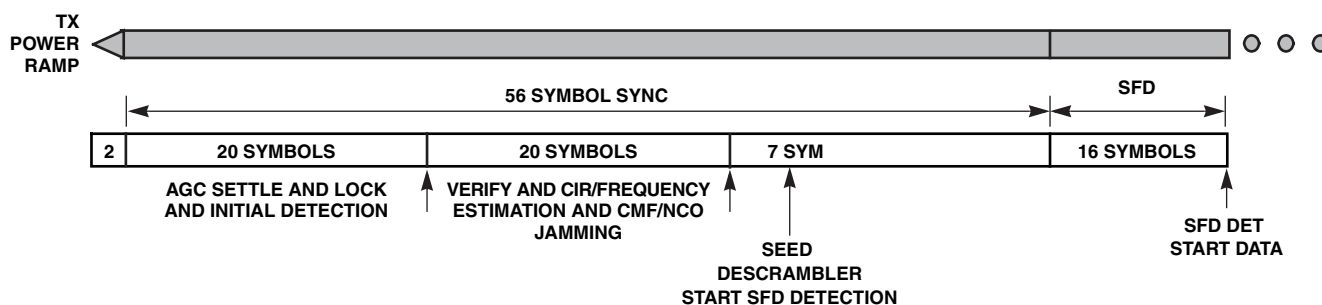 TX
POWER
RAMP
56 SYMBOL SYNC
SFD
2
20 SYMBOLS
20 SYMBOLS
7 SYM
16 SYMBOLS
AGC SETTLE AND LOCK
AND INITIAL DETECTION
VERIFY AND CIR/FREQUENCY
ESTIMATION AND CMF/NCO
JAMMING
SEED
DESCRAMBLER
START SFD DETECTION
SFD DET
START DATA